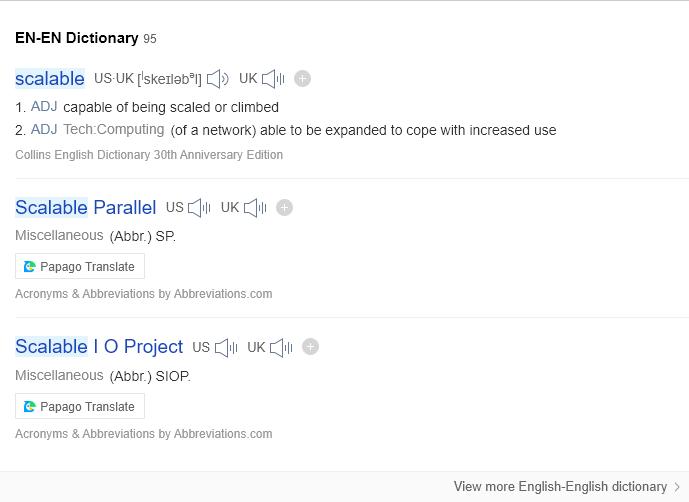 EN-EN Dictionary 95
scalable US·UK [ˈskeɪləbᵊl] UK
1. ADJ capable of being scaled or climbed
2. ADJ Tech:Computing (of a network) able to be expanded to cope with increased use
Collins English Dictionary 30th Anniversary Edition
Scalable Parallel US UK
Miscellaneous (Abbr.) SP.
Papago Translate
Acronyms & Abbreviations by Abbreviations.com
Scalable I O Project US UK
Miscellaneous (Abbr.) SIOP.
Papago Translate
Acronyms & Abbreviations by Abbreviations.com
View more English-English dictionary